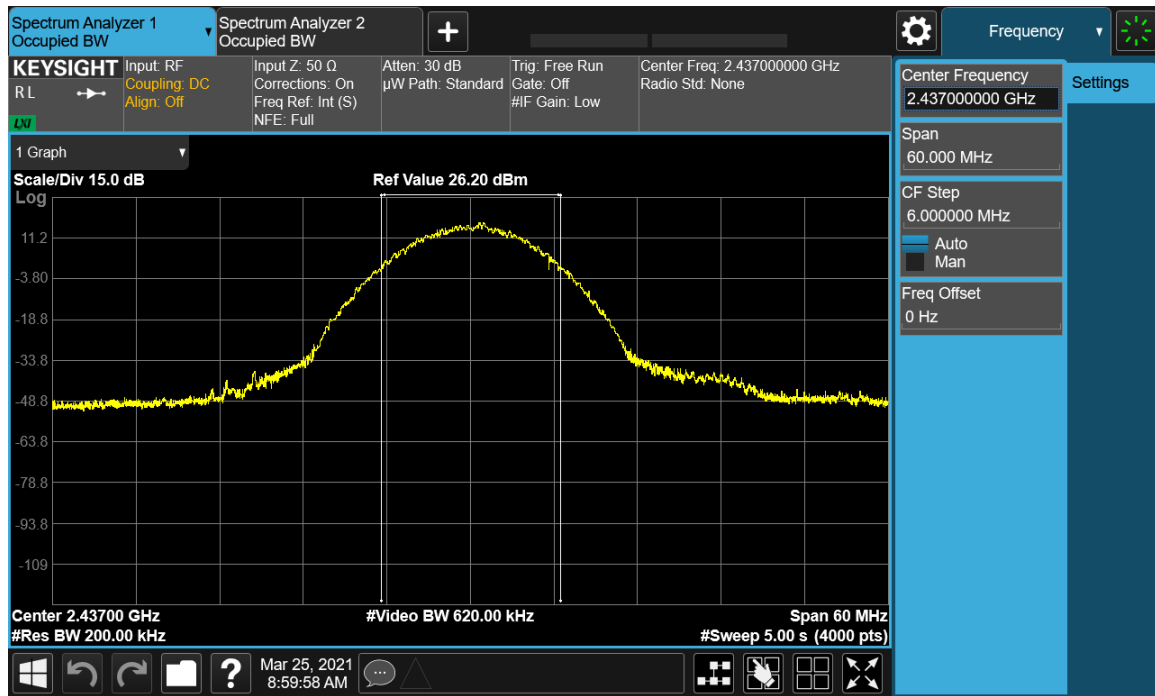 Spectrum Analyzer 1
Occupied BW
Spectrum Analyzer 2
Occupied BW
Frequency
KEYSIGHT
R L
LXI
Input: RF
Coupling: DC
Align: Off
Input Z: 50 Ω
Corrections: On
Freq Ref: Int (S)
NFE: Full
Atten: 30 dB
µW Path: Standard
Trig: Free Run
Gate: Off
#IF Gain: Low
Center Freq: 2.437000000 GHz
Radio Std: None
Center Frequency
2.437000000 GHz
Settings
Span
60.000 MHz
CF Step
6.000000 MHz
Auto
Man
Freq Offset
0 Hz
1 Graph
Scale/Div 15.0 dB
Ref Value 26.20 dBm
Log
11.2
-3.80
-18.8
-33.8
-48.8
-63.8
-78.8
-93.8
-109
Center 2.43700 GHz
#Video BW 620.00 kHz
Span 60 MHz
#Res BW 200.00 kHz
#Sweep 5.00 s (4000 pts)
?
Mar 25, 2021
8:59:58 AM